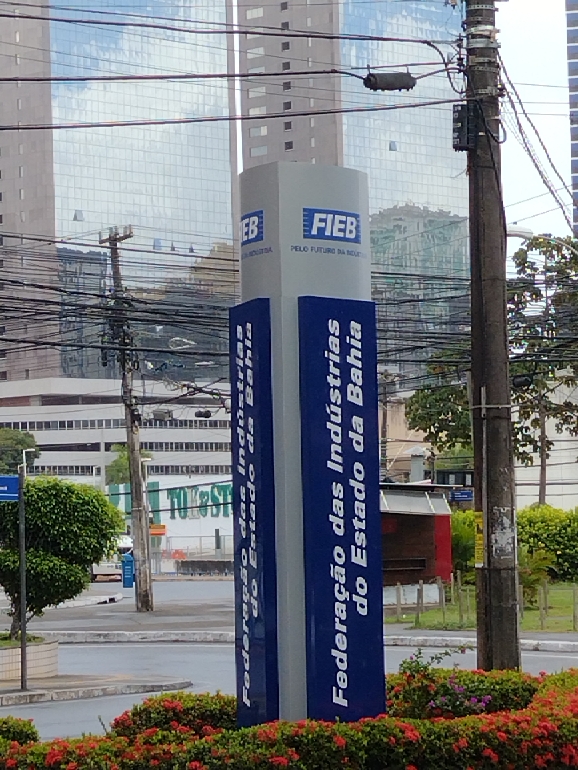 FIEB
PELO FUTURO DA INDÚSTRIA
Federação das Indústrias
do Estado da Bahia
EB
Federação das Indústrias
do Estado da Bahia